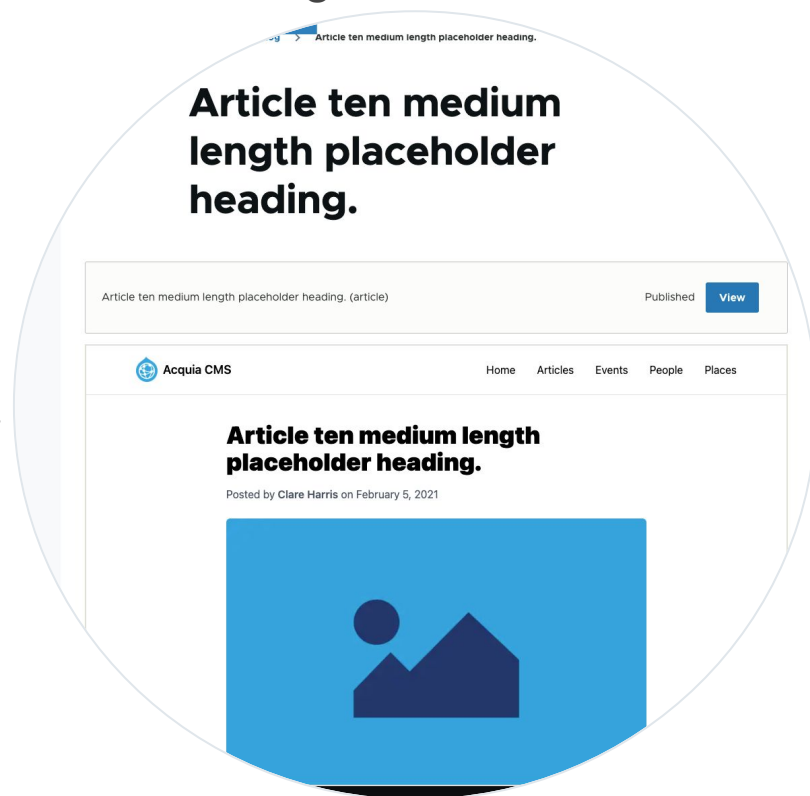 Article ten medium length placeholder heading.
Article ten medium
length placeholder
heading.
Article ten medium length placeholder heading. (article)
Published
View
Acquia CMS
Home Articles Events People Places
Article ten medium length
placeholder heading.
Posted by Clare Harris on February 5, 2021